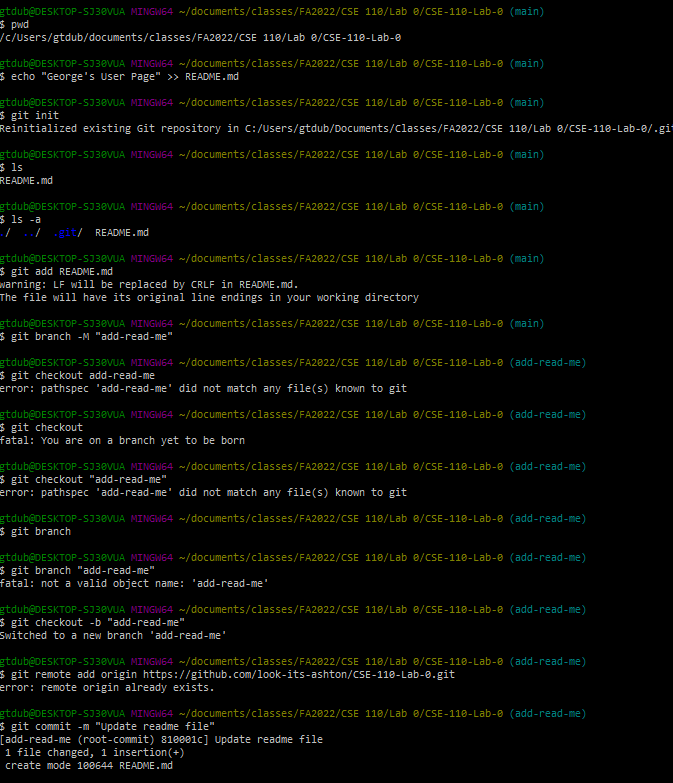 gtdub@DESKTOP-SJ30VUA MINGW64 ~/documents/classes/FA2022/CSE 110/Lab 0/CSE-110-Lab-0 (main)
$ pwd
/c/Users/gtdub/documents/classes/FA2022/CSE 110/Lab 0/CSE-110-Lab-0
gtdub@DESKTOP-SJ30VUA MINGW64 ~/documents/classes/FA2022/CSE 110/Lab 0/CSE-110-Lab-0 (main)
$ echo "George's User Page" >> README.md
gtdub@DESKTOP-SJ30VUA MINGW64 ~/documents/classes/FA2022/CSE 110/Lab 0/CSE-110-Lab-0 (main)
$ git init
Reinitialized existing Git repository in C:/Users/gtdub/Documents/Classes/FA2022/CSE 110/Lab 0/CSE-110-Lab-0/.git
gtdub@DESKTOP-SJ30VUA MINGW64 ~/documents/classes/FA2022/CSE 110/Lab 0/CSE-110-Lab-0 (main)
$ ls
README.md
gtdub@DESKTOP-SJ30VUA MINGW64 ~/documents/classes/FA2022/CSE 110/Lab 0/CSE-110-Lab-0 (main)
$ ls -a
./  ../  .git/  README.md
gtdub@DESKTOP-SJ30VUA MINGW64 ~/documents/classes/FA2022/CSE 110/Lab 0/CSE-110-Lab-0 (main)
$ git add README.md
warning: LF will be replaced by CRLF in README.md.
The file will have its original line endings in your working directory
gtdub@DESKTOP-SJ30VUA MINGW64 ~/documents/classes/FA2022/CSE 110/Lab 0/CSE-110-Lab-0 (main)
$ git branch -M "add-read-me"
gtdub@DESKTOP-SJ30VUA MINGW64 ~/documents/classes/FA2022/CSE 110/Lab 0/CSE-110-Lab-0 (add-read-me)
$ git checkout add-read-me
error: pathspec 'add-read-me' did not match any file(s) known to git
gtdub@DESKTOP-SJ30VUA MINGW64 ~/documents/classes/FA2022/CSE 110/Lab 0/CSE-110-Lab-0 (add-read-me)
$ git checkout
fatal: You are on a branch yet to be born
gtdub@DESKTOP-SJ30VUA MINGW64 ~/documents/classes/FA2022/CSE 110/Lab 0/CSE-110-Lab-0 (add-read-me)
$ git checkout "add-read-me"
error: pathspec 'add-read-me' did not match any file(s) known to git
gtdub@DESKTOP-SJ30VUA MINGW64 ~/documents/classes/FA2022/CSE 110/Lab 0/CSE-110-Lab-0 (add-read-me)
$ git branch
gtdub@DESKTOP-SJ30VUA MINGW64 ~/documents/classes/FA2022/CSE 110/Lab 0/CSE-110-Lab-0 (add-read-me)
$ git branch "add-read-me"
fatal: not a valid object name: 'add-read-me'
gtdub@DESKTOP-SJ30VUA MINGW64 ~/documents/classes/FA2022/CSE 110/Lab 0/CSE-110-Lab-0 (add-read-me)
$ git checkout -b "add-read-me"
Switched to a new branch 'add-read-me'
gtdub@DESKTOP-SJ30VUA MINGW64 ~/documents/classes/FA2022/CSE 110/Lab 0/CSE-110-Lab-0 (add-read-me)
$ git remote add origin https://github.com/look-its-ashton/CSE-110-Lab-0.git
error: remote origin already exists.
gtdub@DESKTOP-SJ30VUA MINGW64 ~/documents/classes/FA2022/CSE 110/Lab 0/CSE-110-Lab-0 (add-read-me)
$ git commit -m "Update readme file"
[add-read-me (root-commit) 810001c] Update readme file
1 file changed, 1 insertion(+)
create mode 100644 README.md